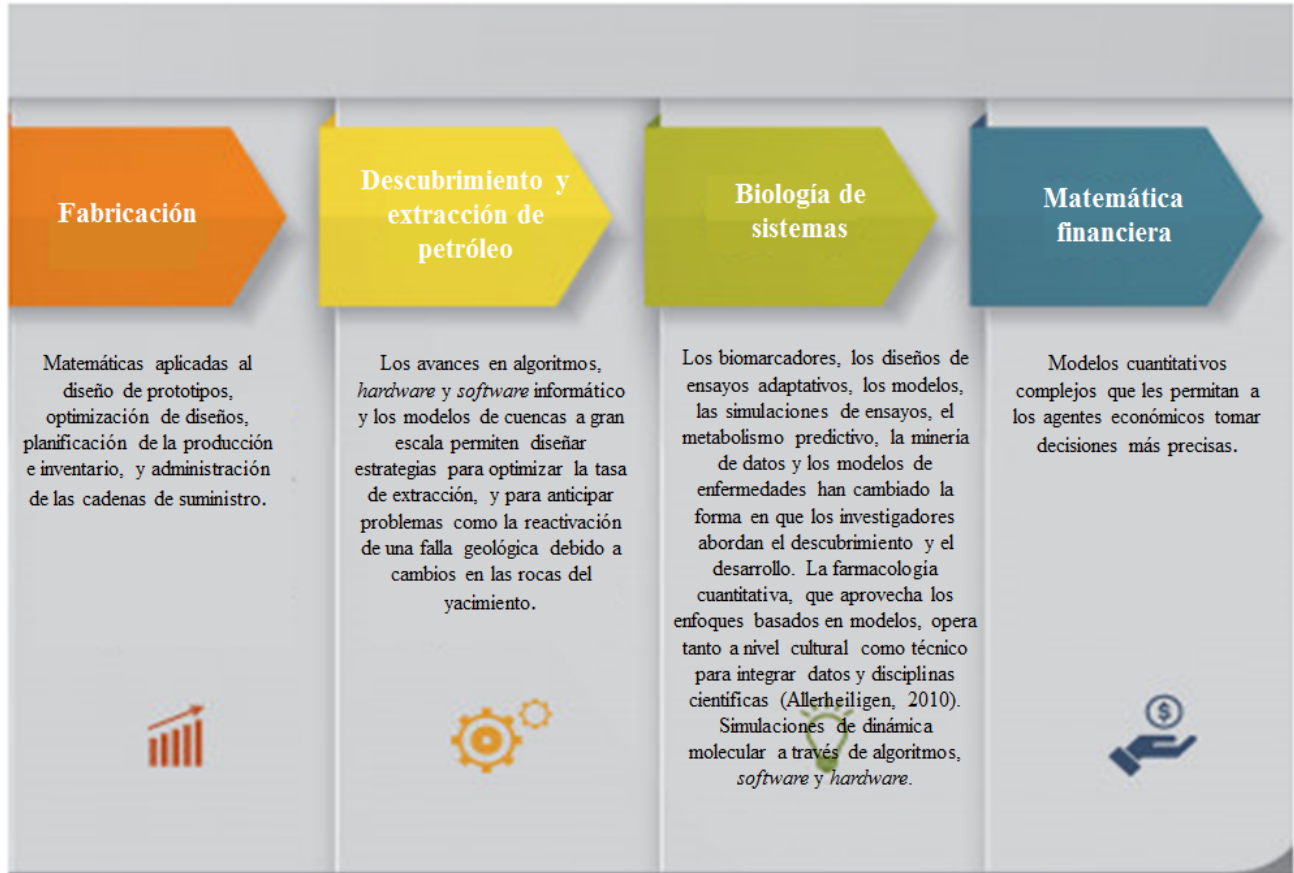 Fabricación
Matemáticas aplicadas al
diseño de prototipos,
optimización de diseños,
planificación de la producción
e inventario, y administración
de las cadenas de suministro.
Descubrimiento y
extracción de
petróleo
Los avances en algoritmos,
hardware y software informático
y los modelos de cuencas a gran
escala permiten diseñar
estrategias para optimizar la tasa
de extracción, y para anticipar
problemas como la reactivación
de una falla geológica debido a
cambios en las rocas del
yacimiento.
Biología de
sistemas
Los biomarcadores, los diseños de
ensayos adaptativos, los modelos,
las simulaciones de ensayos, el
metabolismo predictivo, la minería
de datos y los modelos de
enfermedades han cambiado la
forma en que los investigadores
abordan el descubrimiento y el
desarrollo. La farmacología
cuantitativa, que aprovecha los
enfoques basados en modelos, opera
tanto a nivel cultural como técnico
para integrar datos y disciplinas
científicas (Allerheiligen, 2010).
Simulaciones de dinámica
molecular a través de algoritmos,
software y hardware.
Matemática
financiera
Modelos cuantitativos
complejos que les permitan a
los agentes económicos tomar
decisiones más precisas.
$